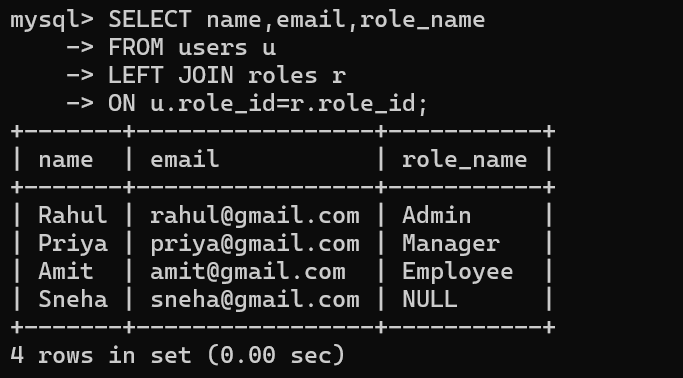 mysql> SELECT name,email,role_name
    -> FROM users u
    -> LEFT JOIN roles r
    -> ON u.role_id=r.role_id;
+-------+-----------------+-----------+
| name  | email           | role_name |
+-------+-----------------+-----------+
| Rahul | rahul@gmail.com | Admin     |
| Priya | priya@gmail.com | Manager   |
| Amit  | amit@gmail.com  | Employee  |
| Sneha | sneha@gmail.com | NULL      |
+-------+-----------------+-----------+
4 rows in set (0.00 sec)